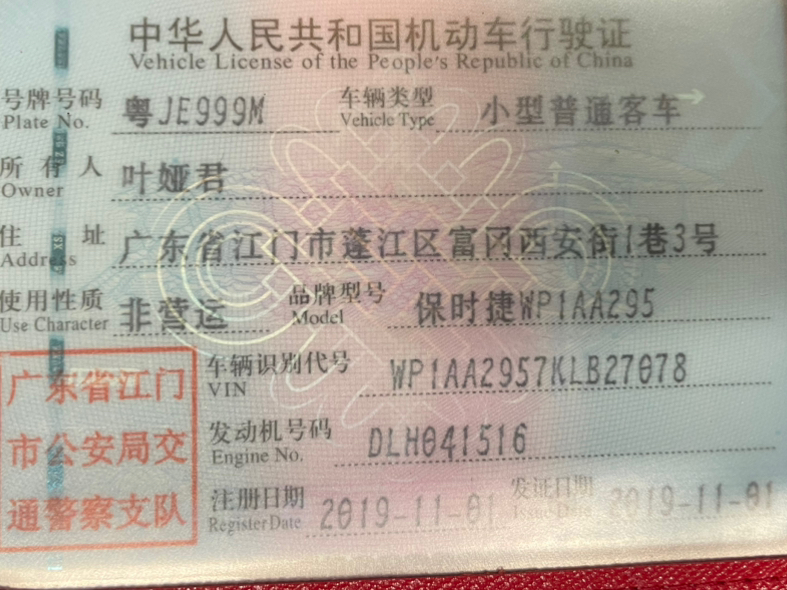 中华人民共和国机动车行驶证
Vehicle License of the People's Republic of China
号牌号码 粤JE999M 车辆类型 小型普通客车
Plate No. Vehicle Type
所有人 叶娅君
Owner
住址 广东省江门市蓬江区富冈西安街1巷3号
Address
使用性质 非营运 品牌型号 保时捷WP1AA295
Use Character Model
车辆识别代号 WP1AA2957KLB27078
VIN
发动机号码 DLH041516
Engine No.
注册日期 2019-11-01 发证日期 2019-11-01
Register Date Issue Date
广东省江门
市公安局交
通警察支队